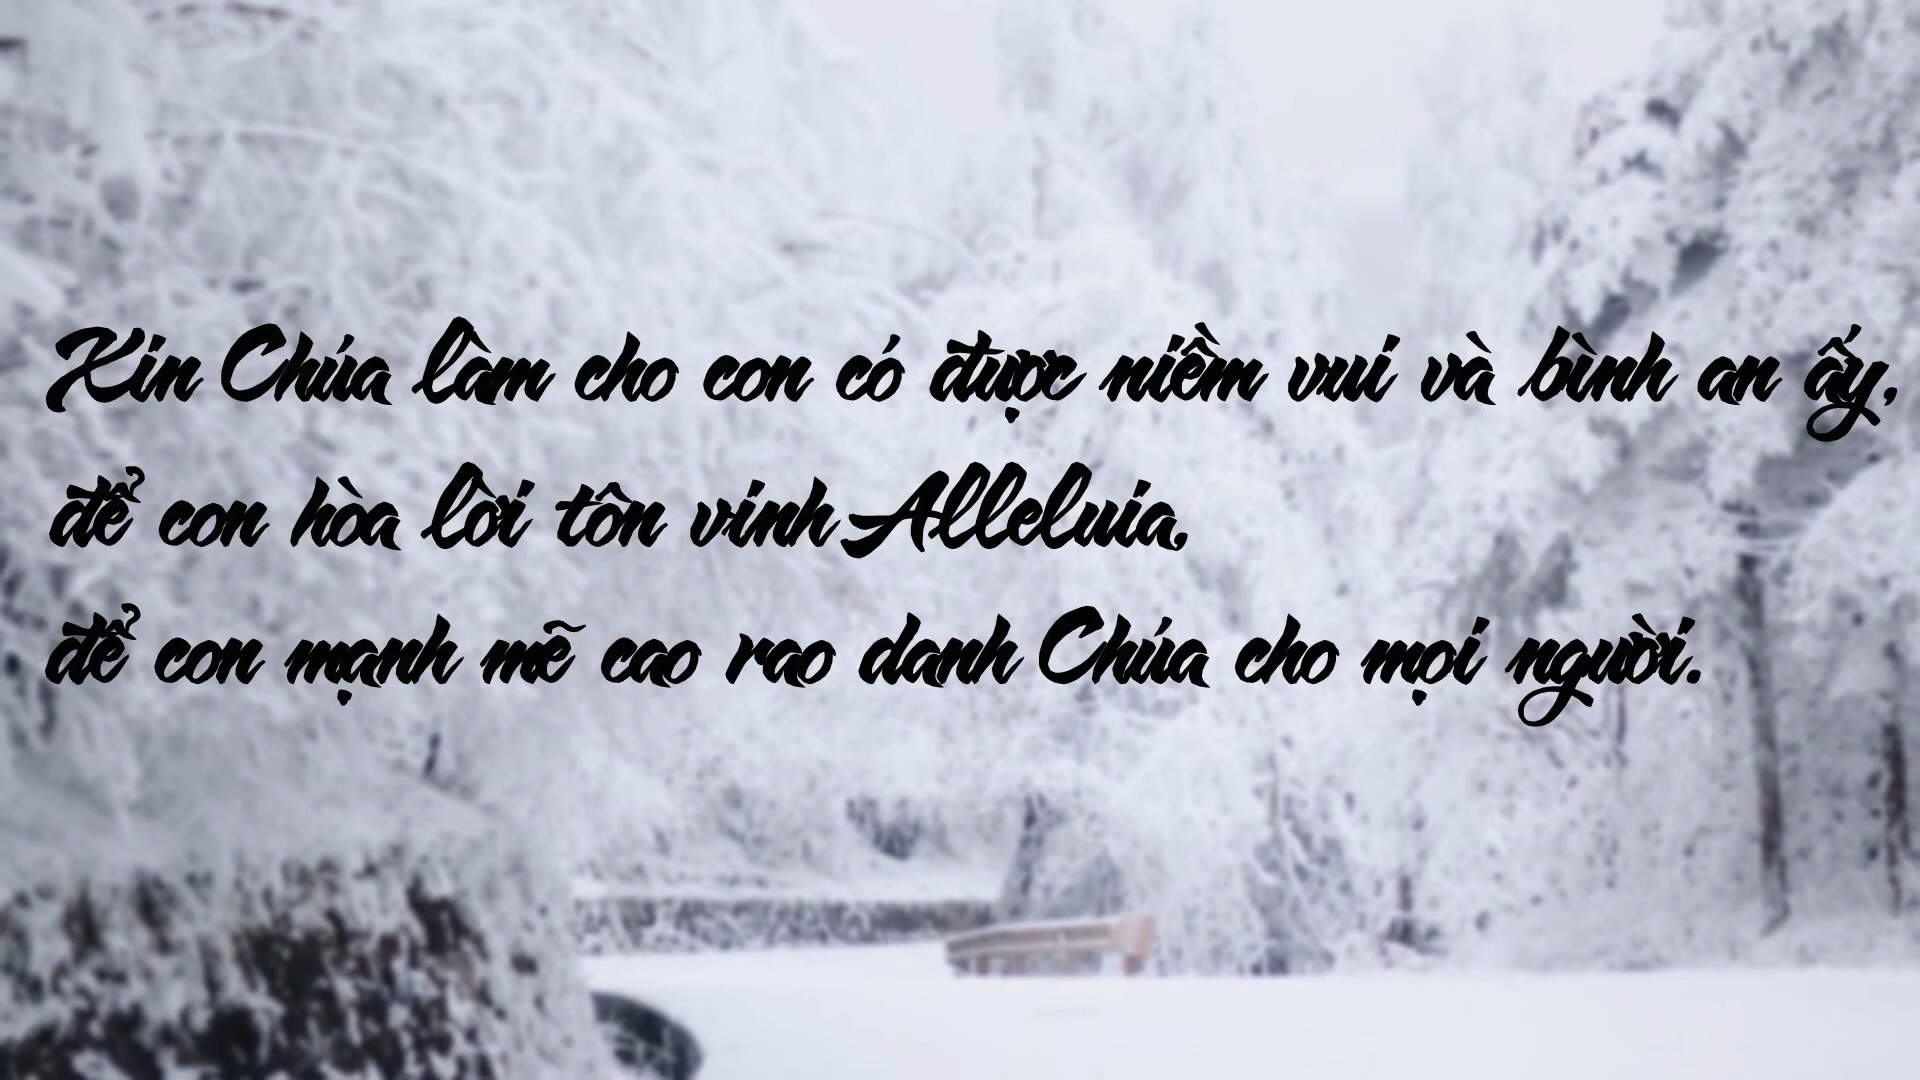 Xin Chúa làm cho con có được niềm vui và bình an ấy,
để con hòa lời tôn vinh Alleluia,
để con mạnh mẽ cao rao danh Chúa cho mọi người.